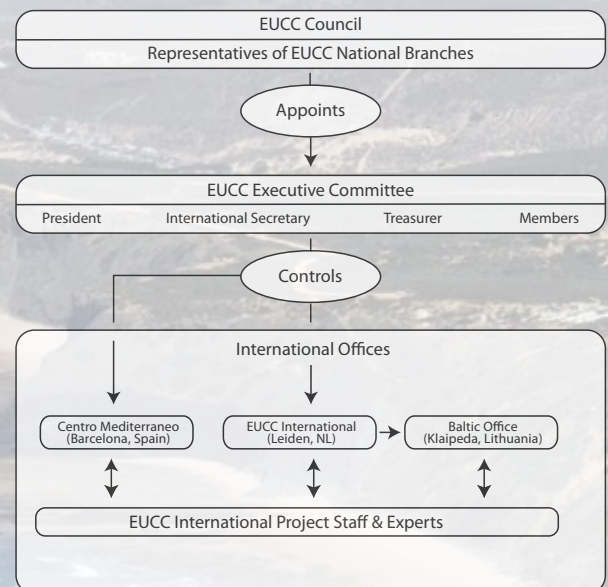 EUCC Council
Representatives of EUCC National Branches
Appoints
EUCC Executive Committee
President International Secretary Treasurer Members
Controls
International Offices
Centro Mediterraneo
(Barcelona, Spain)
EUCC International
(Leiden, NL)
Baltic Office
(Klaipeda, Lithuania)
EUCC International Project Staff & Experts